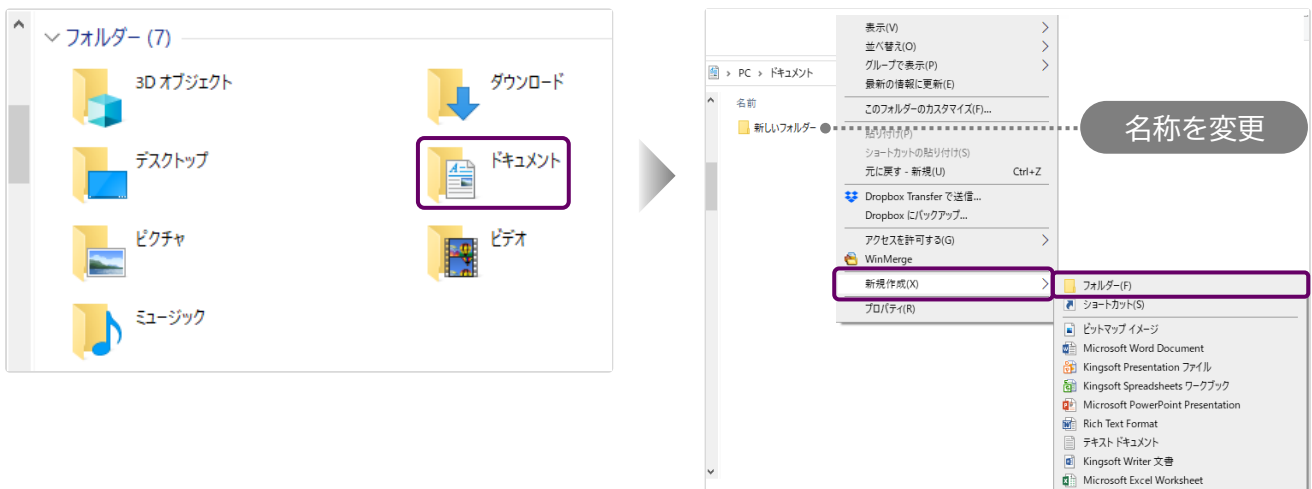 フォルダー (7)
3D オブジェクト
ダウンロード
デスクトップ
ドキュメント
ピクチャ
ビデオ
ミュージック
PC › ドキュメント
名前
新しいフォルダー
表示(V)
並べ替え(O)
グループで表示(P)
最新の情報に更新(E)
このフォルダーのカスタマイズ(F)...
貼り付け(P)
ショートカットの貼り付け(S)
元に戻す - 新規(U) Ctrl+Z
Dropbox Transfer で送信...
Dropbox にバックアップ...
アクセスを許可する(G)
WinMerge
新規作成(X)
プロパティ(R)
名称を変更
フォルダー(F)
ショートカット(S)
ビットマップ イメージ
Microsoft Word Document
Kingsoft Presentation ファイル
Kingsoft Spreadsheets ワークブック
Microsoft PowerPoint Presentation
Rich Text Format
テキスト ドキュメント
Kingsoft Writer 文書
Microsoft Excel Worksheet